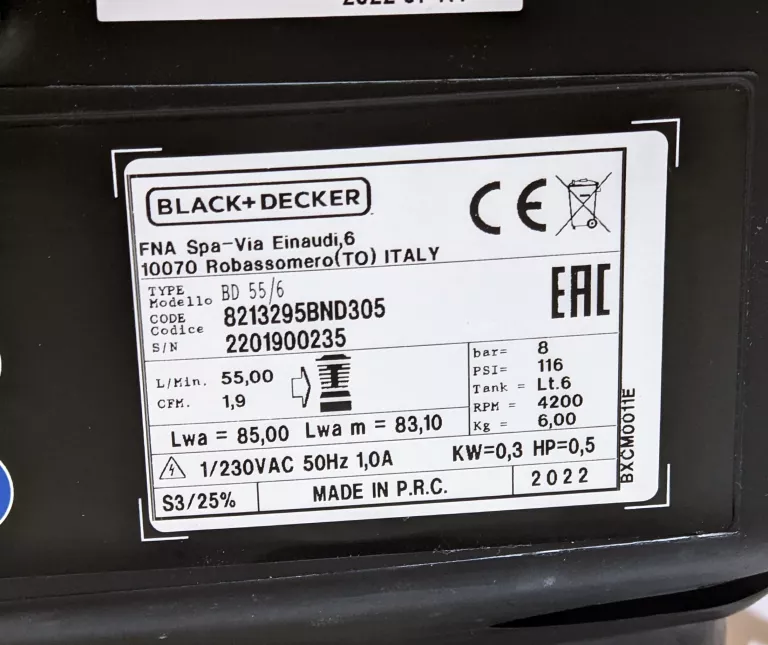 BLACK+DECKER
FNA Spa-Via Einaudi,6
10070 Robassomero(TO) ITALY
TYPE
Modello BD 55/6
CODE
Codice 8213295BND305
S/N 2201900235
L/Min. 55,00
CFM. 1,9
bar= 8
PSI= 116
Tank = Lt.6
RPM = 4200
Kg = 6,00
Lwa = 85,00 Lwa m = 83,10
1/230VAC 50Hz 1,0A KW=0,3 HP=0,5
S3/25% MADE IN P.R.C. 2022
CE
EAC
BXCM0011E